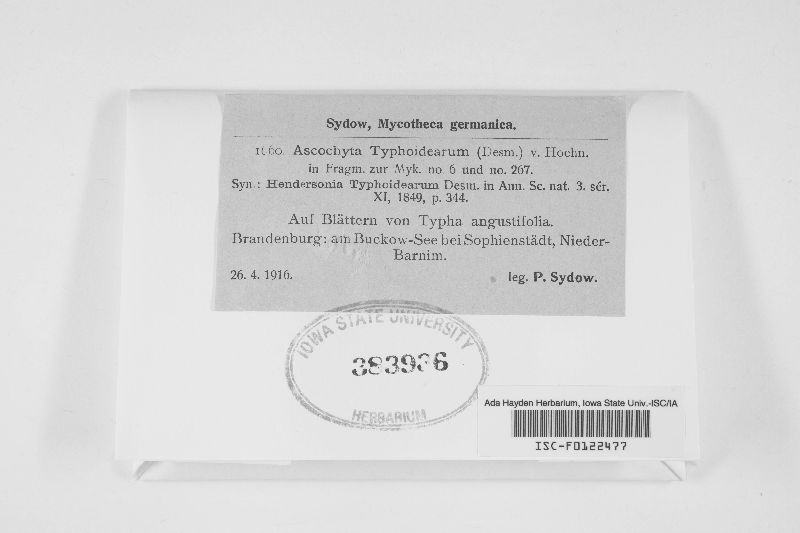 Sydow, Mycotheca germanica.
Ascochyta Typhoidearum (Desm.) v. Hoehn.
in Fragm. zur Myk. no. 6 und no. 267.
Syn.: Hendersonia Typhoidearum Desm. in Ann. Sc. nat. 3. sér.
XI, 1849, p. 344.
Auf Blättern von Typha angustifolia.
Brandenburg: am Buckow-See bei Sophienstädt, Nieder-
Barnim.
26. 4. 1916. leg. P. Sydow.
IOWA STATE UNIVERSITY
383936
HERBARIUM
Ada Hayden Herbarium, Iowa State Univ.-ISC/IA
ISC-F0122477